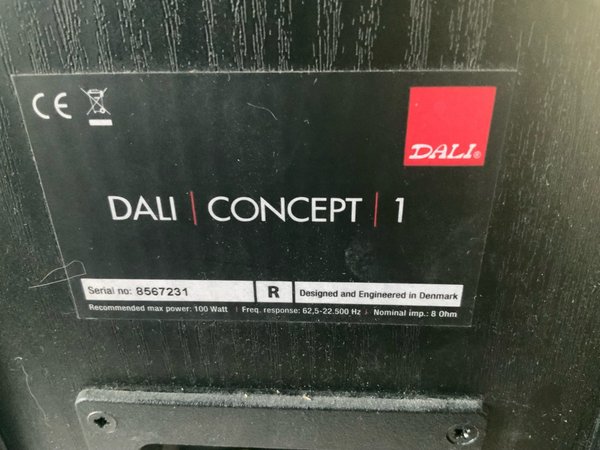 CE
DALI®
DALI | CONCEPT | 1
Serial no: 8567231 R Designed and Engineered in Denmark
Recommended max power: 100 Watt | Freq. response: 62,5-22.500 Hz | Nominal imp.: 8 Ohm